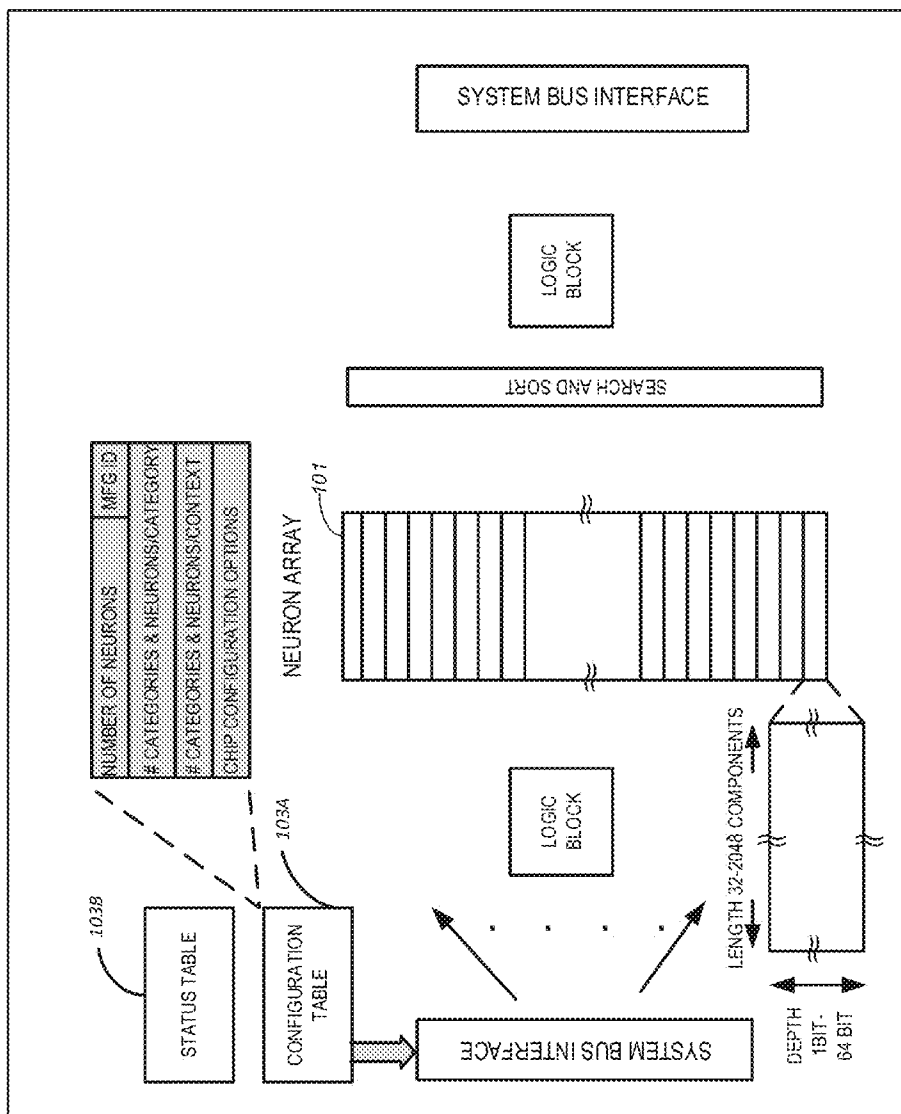 103B
STATUS TABLE
103A
CONFIGURATION
TABLE
SYSTEM BUS INTERFACE
DEPTH
1BIT-
64 BIT
LENGTH 32-2048 COMPONENTS
LOGIC
BLOCK
NUMBER OF NEURONS
MFG ID
# CATEGORIES & NEURONS/CATEGORY
# CATEGORIES & NEURONS/CONTEXT
CHIP CONFIGURATION OPTIONS
NEURON ARRAY
101
SEARCH AND SORT
LOGIC
BLOCK
SYSTEM BUS INTERFACE